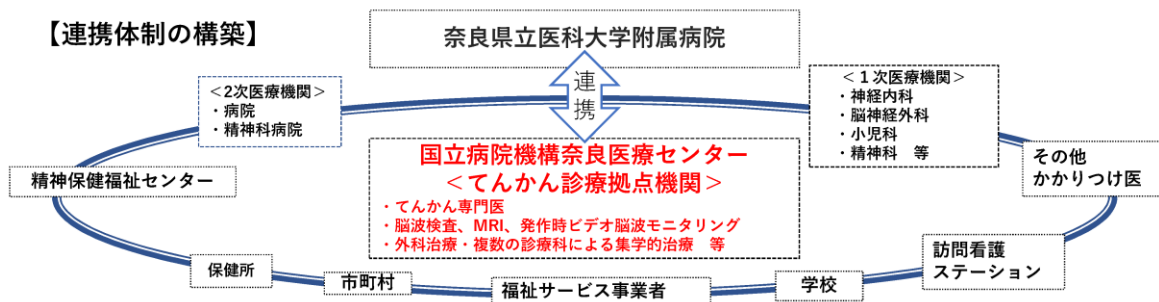 【連携体制の構築】
奈良県立医科大学附属病院
連
携
＜2次医療機関＞
・病院
・精神科病院
＜１次医療機関＞
・神経内科
・脳神経外科
・小児科
・精神科　等
国立病院機構奈良医療センター
＜てんかん診療拠点機関＞
・てんかん専門医
・脳波検査、MRI、発作時ビデオ脳波モニタリング
・外科治療・複数の診療科による集学的治療　等
精神保健福祉センター
その他
かかりつけ医
保健所
市町村
福祉サービス事業者
学校
訪問看護
ステーション